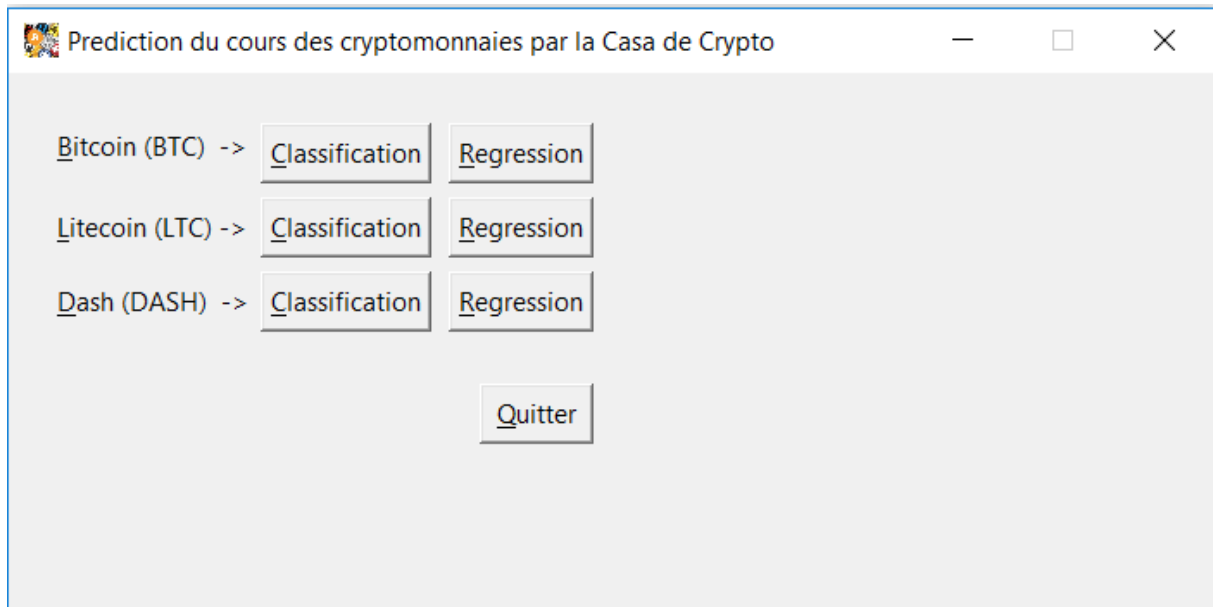 Prediction du cours des cryptomonnaies par la Casa de Crypto
Bitcoin (BTC) -> Classification Regression
Litecoin (LTC) -> Classification Regression
Dash (DASH) -> Classification Regression
Quitter